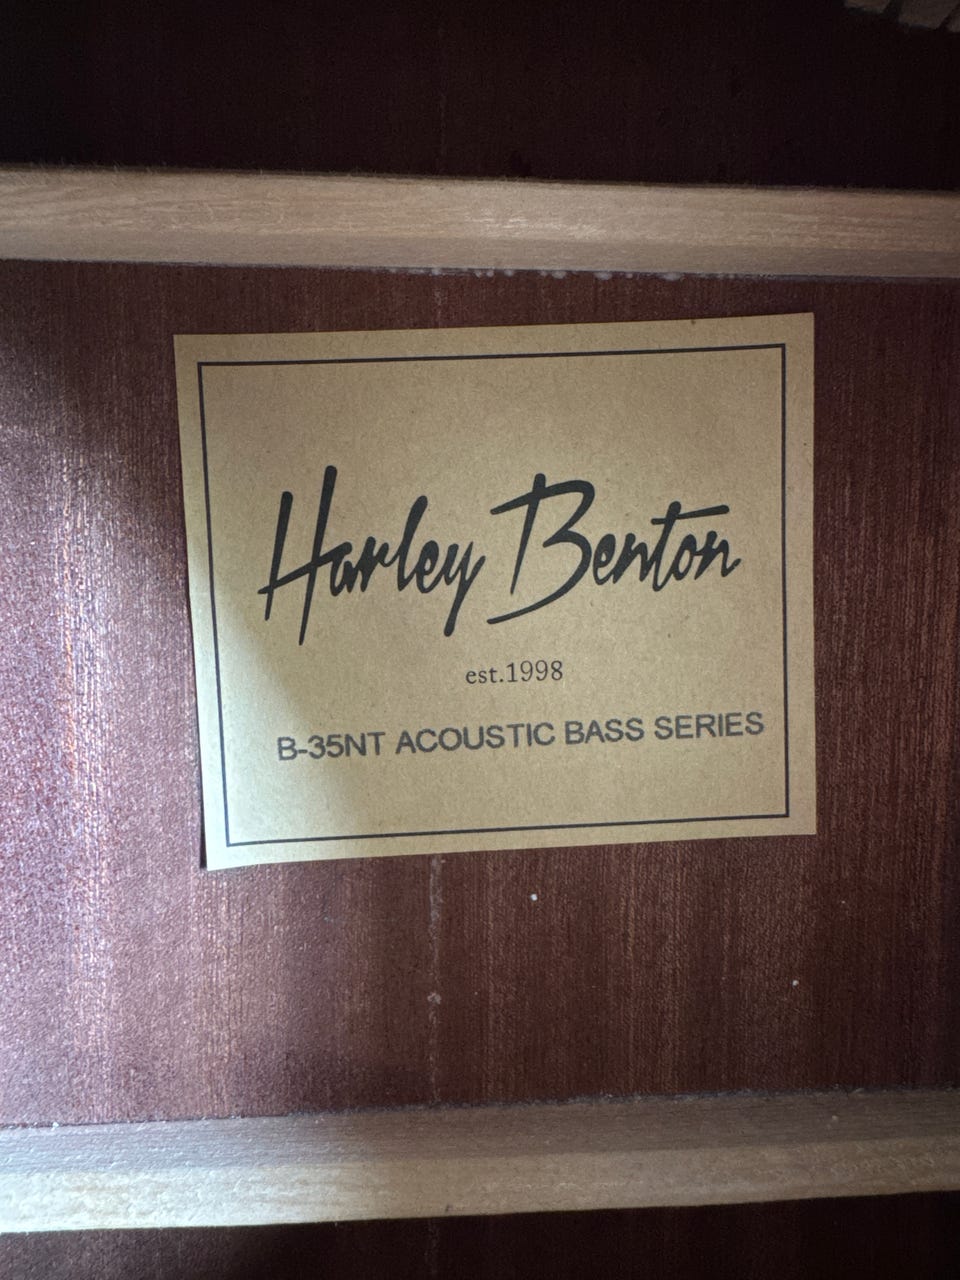 Harley Benton
est.1998
B-35NT ACOUSTIC BASS SERIES